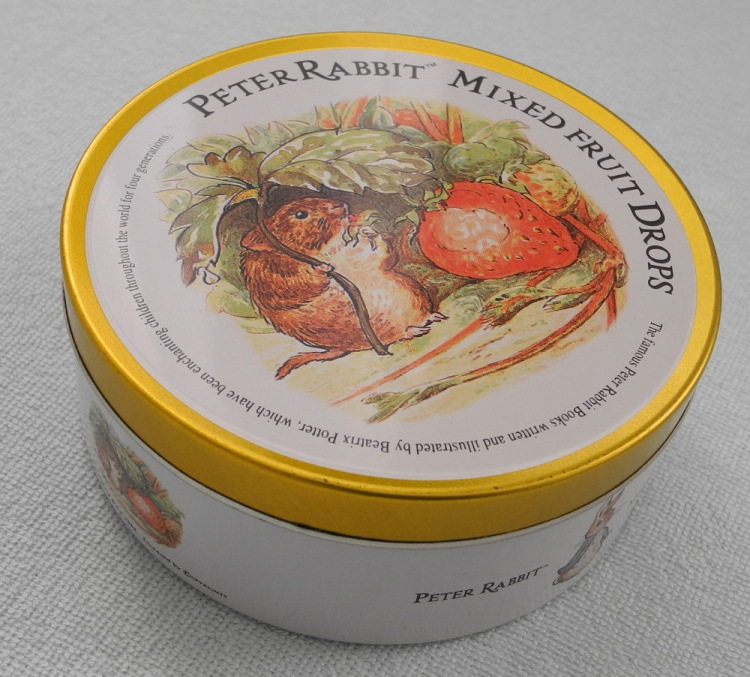 PETER RABBIT™ MIXED FRUIT DROPS
The famous Peter Rabbit Books written and illustrated by Beatrix Potter, which have been enchanting children throughout the world for four generations.
PETER RABBIT™
by